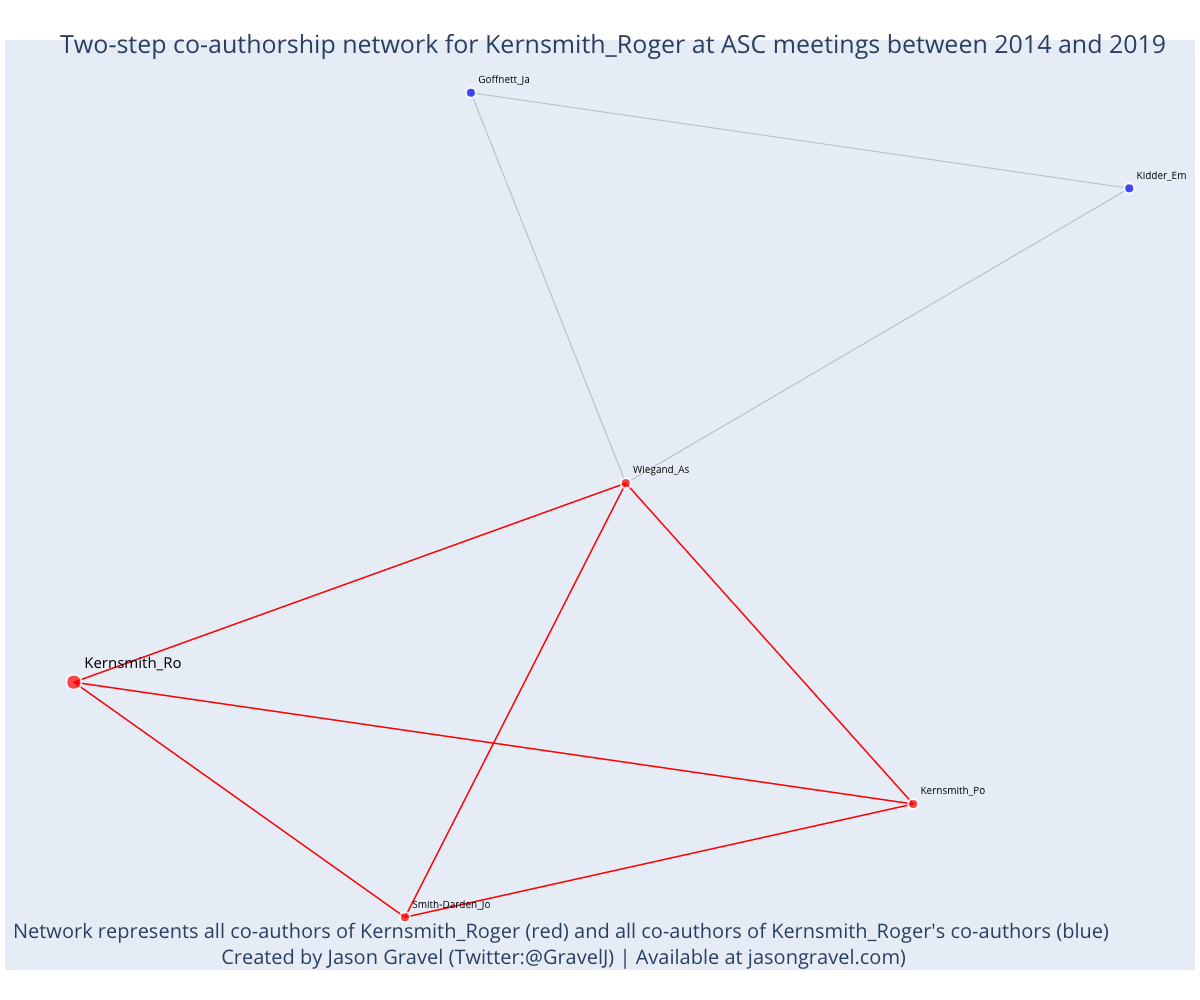 Two-step co-authorship network for Kernsmith_Roger at ASC meetings between 2014 and 2019
Goffnett_Ja
Kidder_Em
Wiegand_As
Kernsmith_Ro
Kernsmith_Po
Smith-Darden_Jo
Network represents all co-authors of Kernsmith_Roger (red) and all co-authors of Kernsmith_Roger's co-authors (blue)
Created by Jason Gravel (Twitter:@GravelJ) | Available at jasongravel.com)